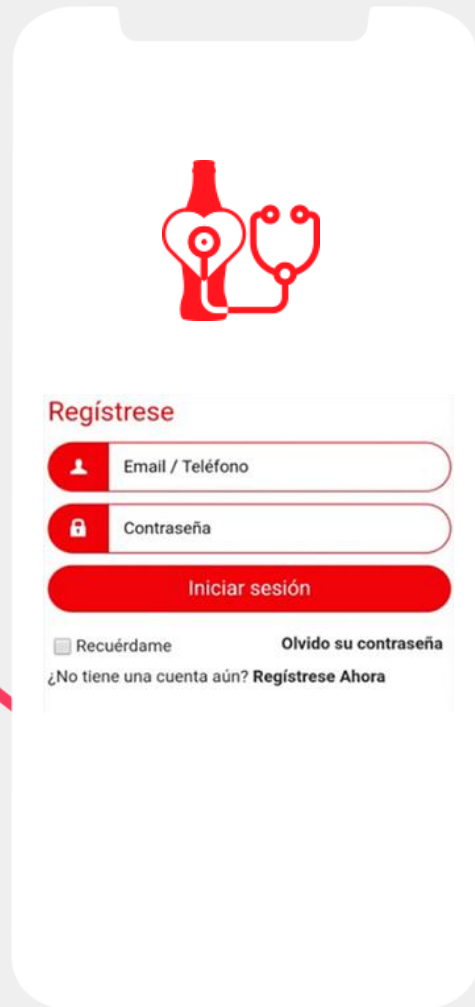 Regístrese
Email / Teléfono
Contraseña
Iniciar sesión
Recuérdame Olvido su contraseña
¿No tiene una cuenta aún? Regístrese Ahora